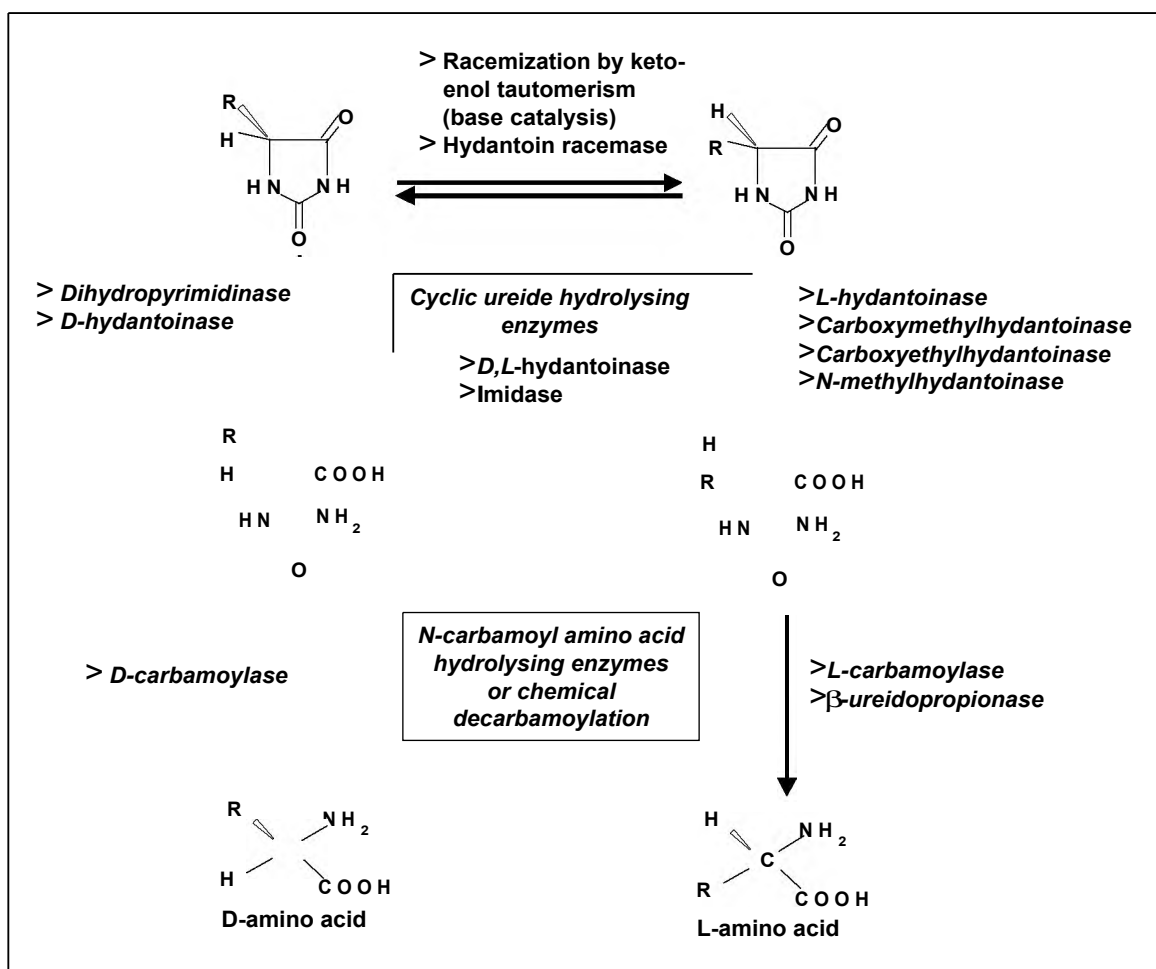 > Racemization by keto-
enol tautomerism
(base catalysis)
> Hydantoin racemase
R
H
O
H N
N H
O
H
R
O
H N
N H
O
> Dihydropyrimidinase
> D-hydantoinase
Cyclic ureide hydrolysing
enzymes
>D,L-hydantoinase
>Imidase
>L-hydantoinase
>Carboxymethylhydantoinase
>Carboxyethylhydantoinase
>N-methylhydantoinase
R
H
C O O H
H N
N H 2
O
H
R
C O O H
H N
N H 2
O
> D-carbamoylase
N-carbamoyl amino acid
hydrolysing enzymes
or chemical
decarbamoylation
>L-carbamoylase
>β-ureidopropionase
R
N H 2
H
C O O H
D-amino acid
H
N H 2
C
R
C O O H
L-amino acid